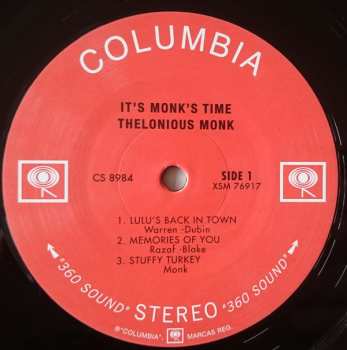 COLUMBIA
IT'S MONK'S TIME
THELONIOUS MONK
CS 8984
SIDE 1
XSM 76917
1. LULU'S BACK IN TOWN
Warren -Dubin
2. MEMORIES OF YOU
Razaf -Blake
3. STUFFY TURKEY
Monk
"360 SOUND" STEREO "360 SOUND"
®"COLUMBIA", MARCAS REG.